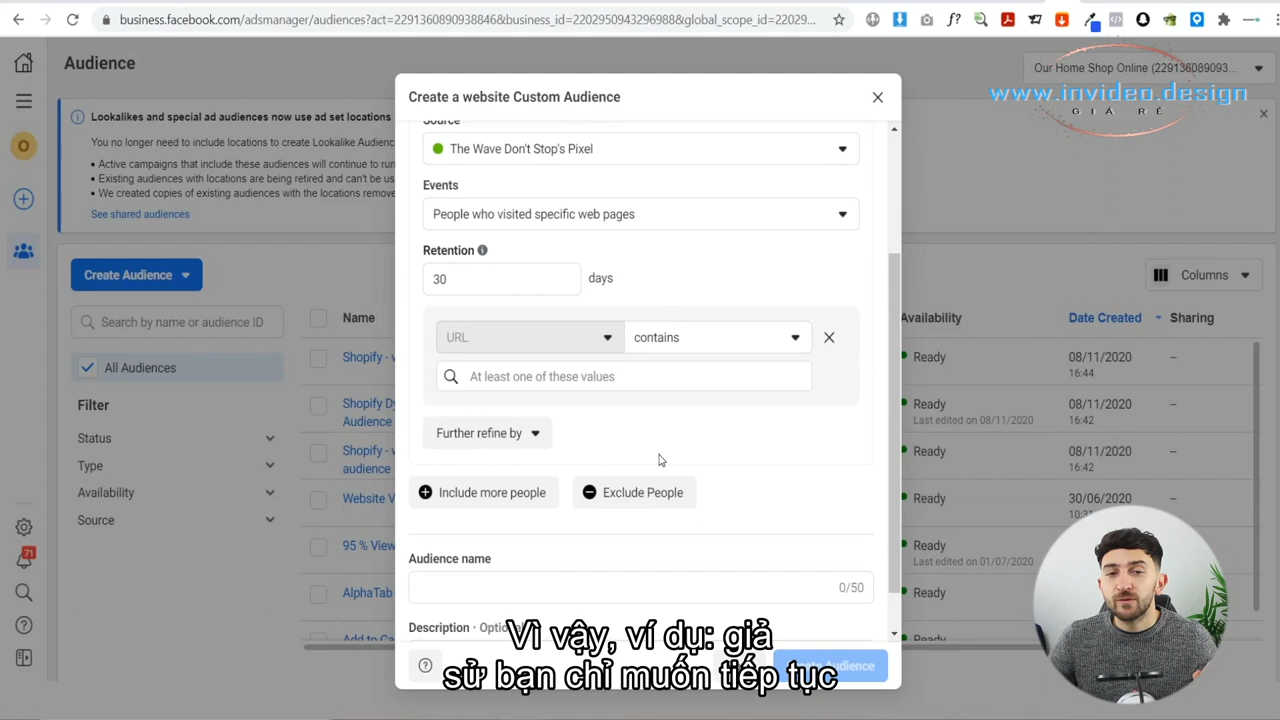 business.facebook.com/adsmanager/audiences?act=22913608909388468&business_id=2202950943296988&global_scope_id=22029...
Audience
Our Home Shop Online (229136089093...
www.invideo.design
GIÁ RẺ
Lookalikes and special ad audiences now use ad set locations
You no longer need to include locations to create Lookalike Audienc
• Active campaigns that include these audiences will continue to run
• Existing audiences with locations are being retired and can't be us
• We created copies of existing audiences with the locations remove
See shared audiences
Create Audience
Columns
Search by name or audience ID
All Audiences
Filter
Status
Type
Availability
Source
Name
Availability
Date Created
Sharing
Shopify - w
Ready
08/11/2020
16:44
--
Shopify Dy
Audience
Ready
Last edited on 08/11/2020
08/11/2020
16:42
--
Shopify - w
audience
Ready
08/11/2020
16:42
--
Website V
Ready
30/06/2020
--
95 % View
Ready
Last edited on 01/07/2020
AlphaTab
Ready
Add to Ca
71
O
Create a website Custom Audience
Source
The Wave Don't Stop's Pixel
Events
People who visited specific web pages
Retention
30
days
URL
contains
At least one of these values
Further refine by
Include more people
Exclude People
Audience name
0/50
Description · Optional
Audience
Vì vậy, ví dụ: giả
sử bạn chỉ muốn tiếp tục